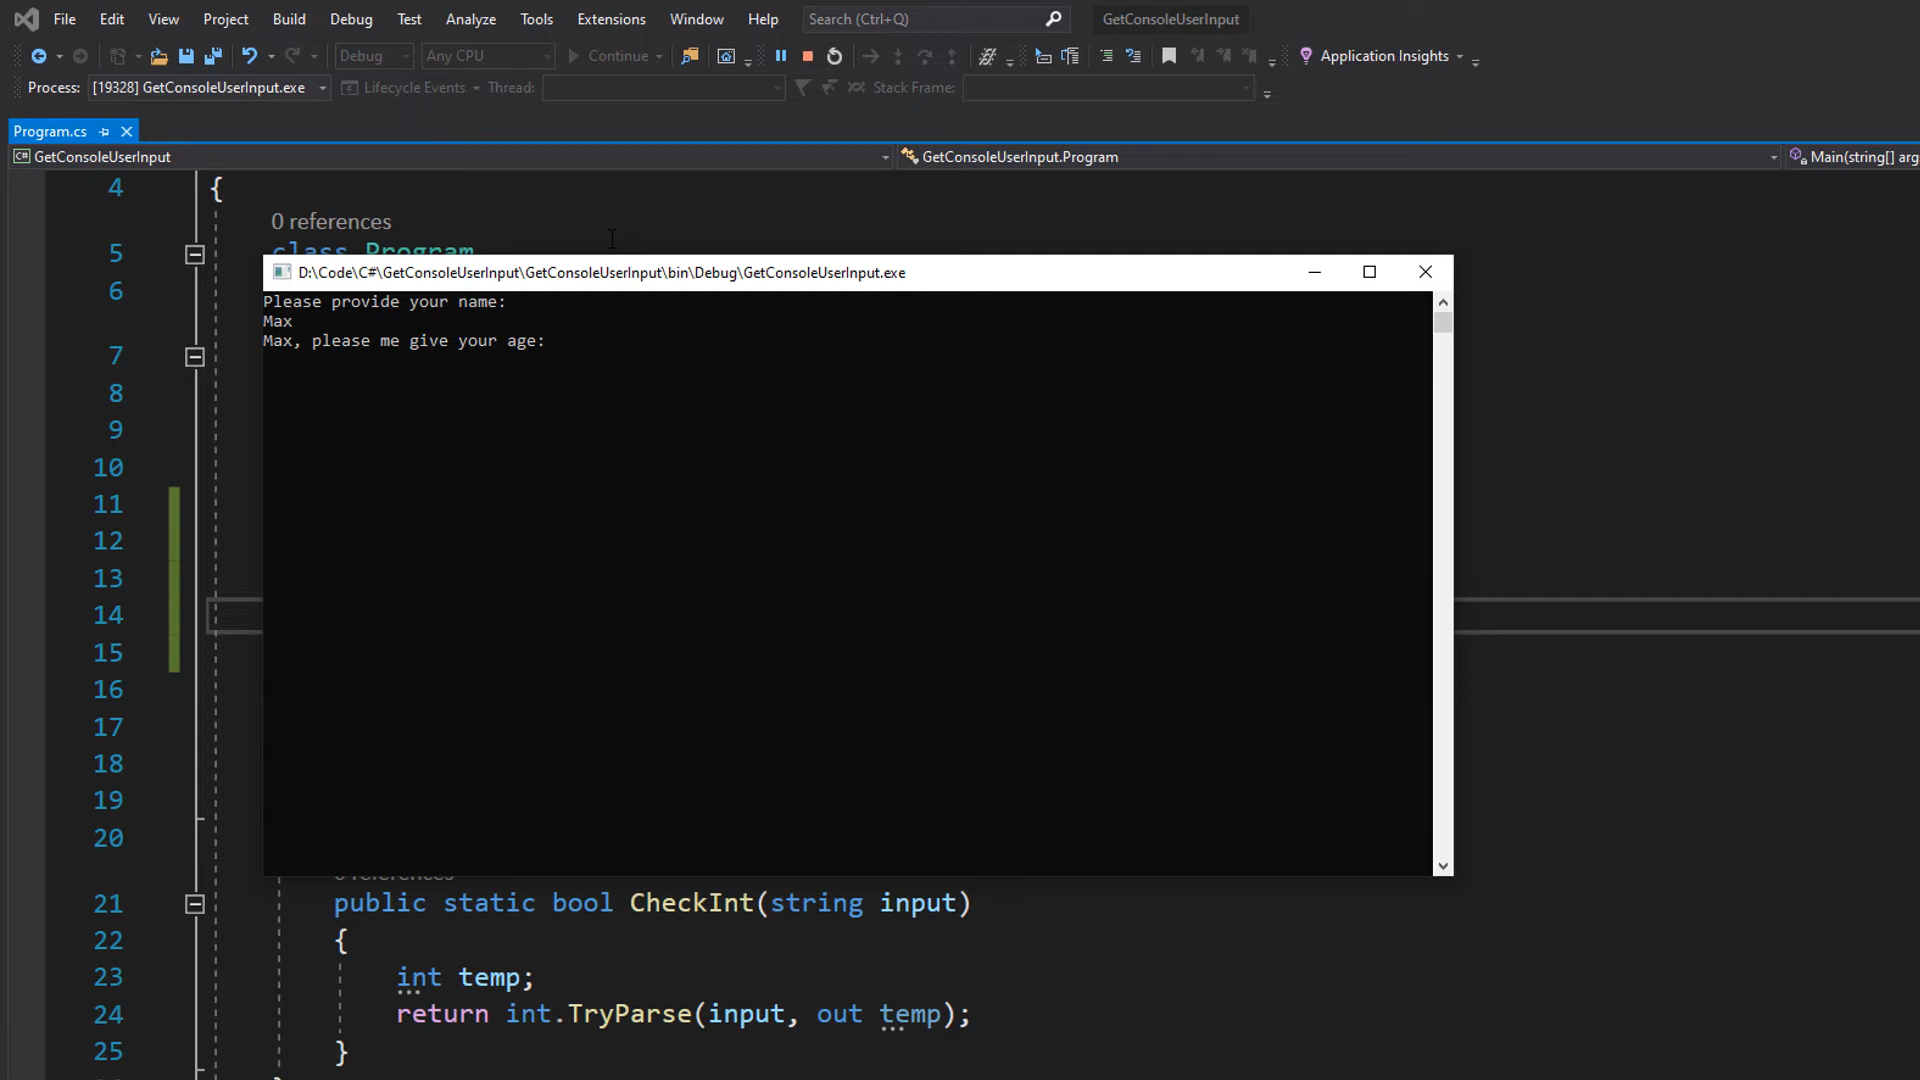 File Edit View Project Build Debug Test Analyze Tools Extensions Window Help Search (Ctrl+Q) GetConsoleUserInput
Debug Any CPU Continue Application Insights
Process: [19328] GetConsoleUserInput.exe Lifecycle Events Thread: Stack Frame:
Program.cs
C# GetConsoleUserInput GetConsoleUserInput.Program Main(string[] arg
4 {
0 references
5 class Program
D:\Code\C#\GetConsoleUserInput\GetConsoleUserInput\bin\Debug\GetConsoleUserInput.exe
6
Please provide your name:
Max
Max, please me give your age:
7
8
9
10
11
12
13
14
15
16
17
18
19
20
0 references
21 public static bool CheckInt(string input)
22 {
23 int temp;
24 return int.TryParse(input, out temp);
25 }